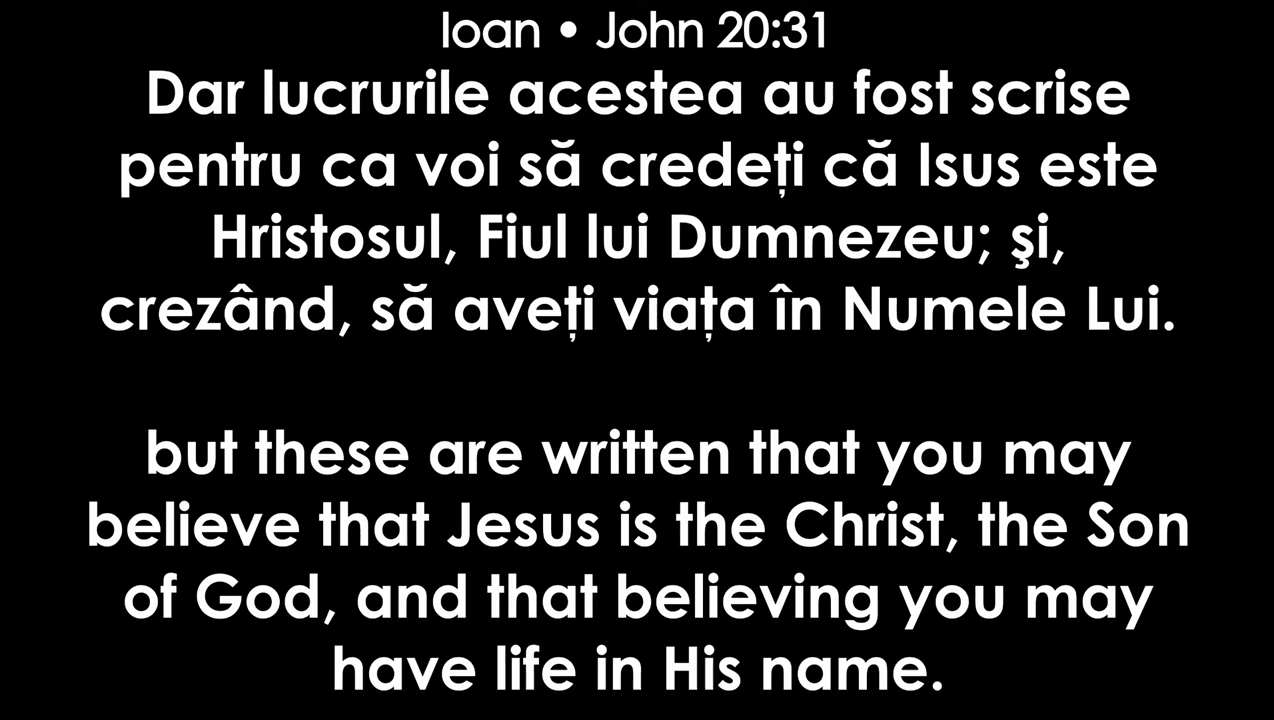 Ioan • John 20:31
Dar lucrurile acestea au fost scrise
pentru ca voi să credeți că Isus este
Hristosul, Fiul lui Dumnezeu; şi,
crezând, să aveți viața în Numele Lui.
but these are written that you may
believe that Jesus is the Christ, the Son
of God, and that believing you may
have life in His name.